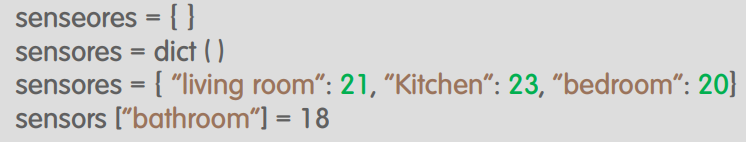 senseores = { }
sensores = dict ( )
sensores = { ”living room”: 21, ”Kitchen”: 23, ”bedroom”: 20}
sensors [”bathroom”] = 18